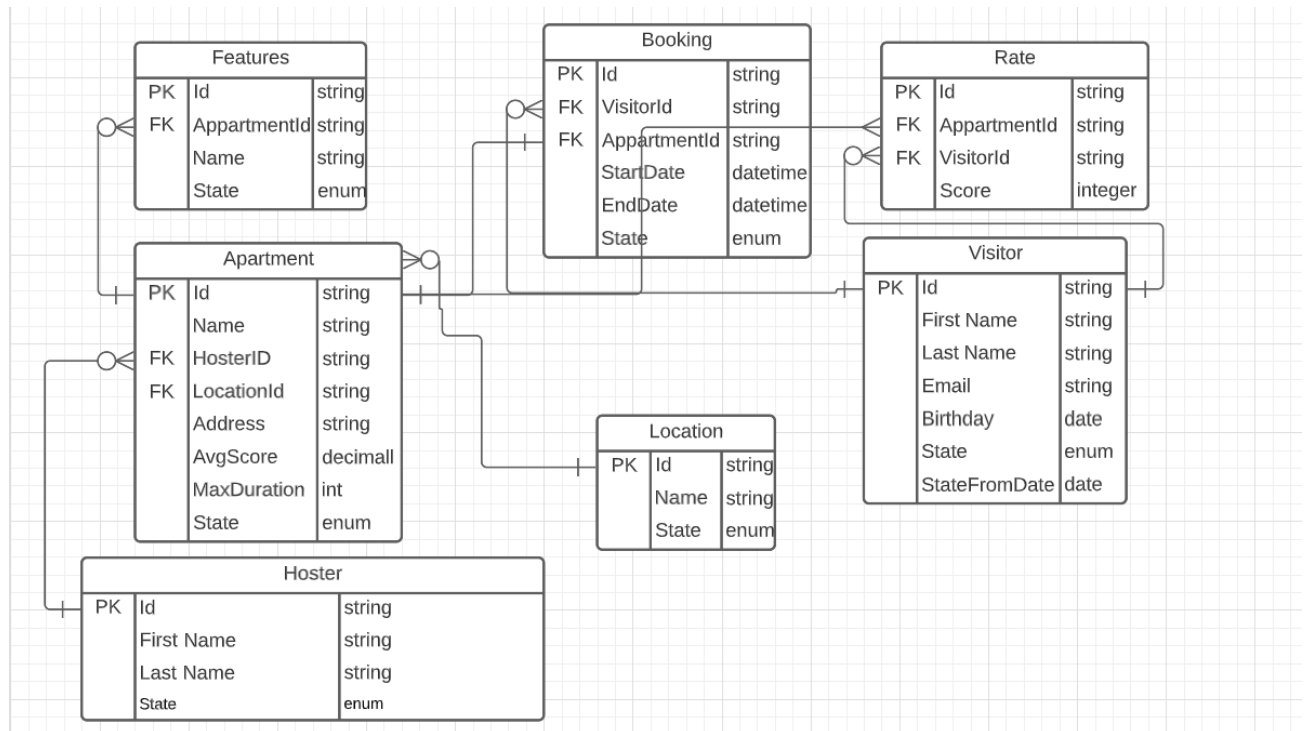 Features
PK Id string
FK AppartmentId string
Name string
State enum
Booking
PK Id string
FK VisitorId string
FK AppartmentId string
StartDate datetime
EndDate datetime
State enum
Rate
PK Id string
FK AppartmentId string
FK VisitorId string
Score integer
Apartment
PK Id string
Name string
FK HosterID string
FK LocationId string
Address string
AvgScore decimall
MaxDuration int
State enum
Visitor
PK Id string
First Name string
Last Name string
Email string
Birthday date
State enum
StateFromDate date
Location
PK Id string
Name string
State enum
Hoster
PK Id string
First Name string
Last Name string
State enum